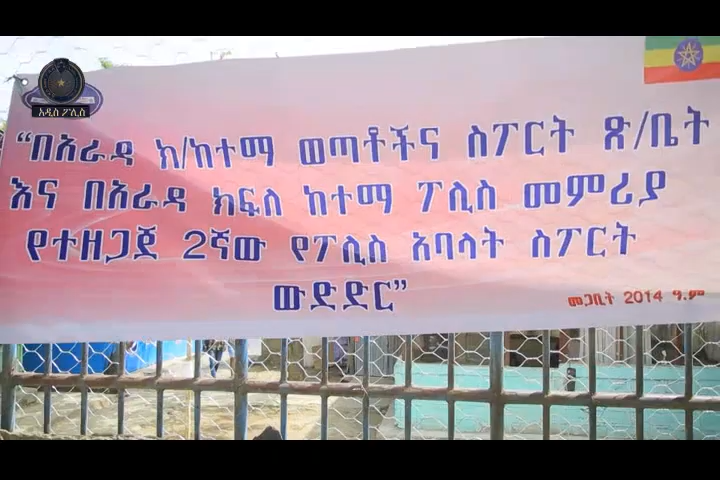 አዲስ ፖሊስ
“በአራዳ ክ/ከተማ ወጣቶችና ስፖርት ጽ/ቤት
እና በአራዳ ክፍለ ከተማ ፖሊስ መምሪያ
የተዘጋጀ 2ኛው የፖሊስ አባላት ስፖርት
ውድድር”
መጋቢት 2014 ዓ.ም